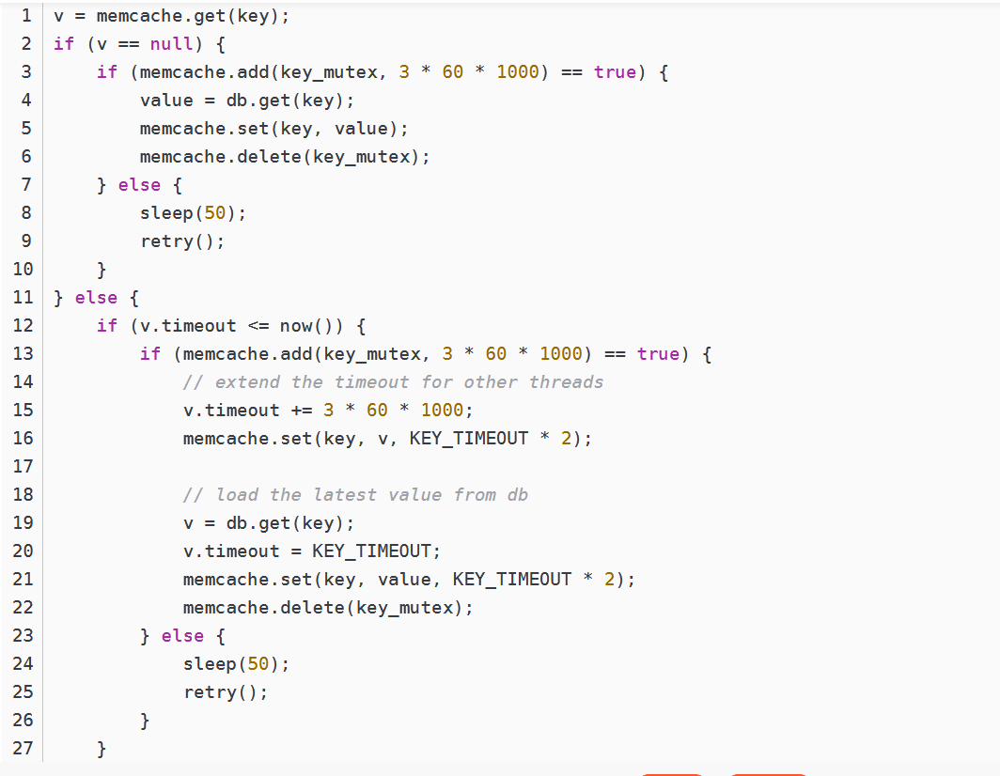 1 v = memcache.get(key);
2 if (v == null) {
3     if (memcache.add(key_mutex, 3 * 60 * 1000) == true) {
4         value = db.get(key);
5         memcache.set(key, value);
6         memcache.delete(key_mutex);
7     } else {
8         sleep(50);
9         retry();
10     }
11 } else {
12     if (v.timeout <= now()) {
13         if (memcache.add(key_mutex, 3 * 60 * 1000) == true) {
14             // extend the timeout for other threads
15             v.timeout += 3 * 60 * 1000;
16             memcache.set(key, v, KEY_TIMEOUT * 2);
17
18             // load the latest value from db
19             v = db.get(key);
20             v.timeout = KEY_TIMEOUT;
21             memcache.set(key, value, KEY_TIMEOUT * 2);
22             memcache.delete(key_mutex);
23         } else {
24             sleep(50);
25             retry();
26         }
27     }